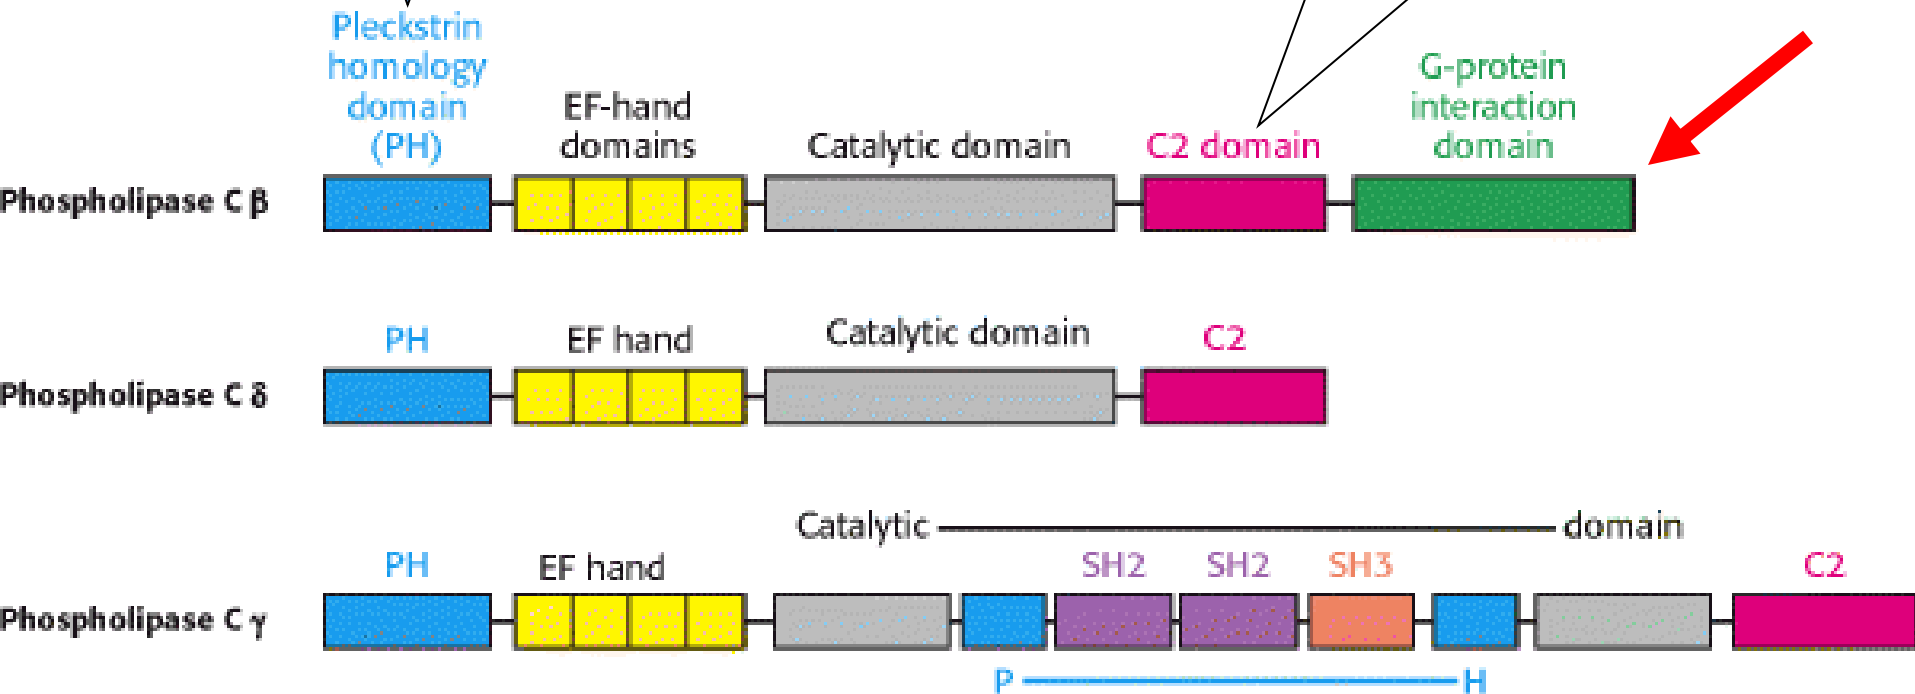 Pleckstrin
homology
domain
(PH)
EF-hand
domains
Catalytic domain
C2 domain
G-protein
interaction
domain
Phospholipase C β
PH
EF hand
Catalytic domain
C2
Phospholipase C δ
Catalytic domain
PH
EF hand
SH2
SH2
SH3
C2
Phospholipase C γ
P H